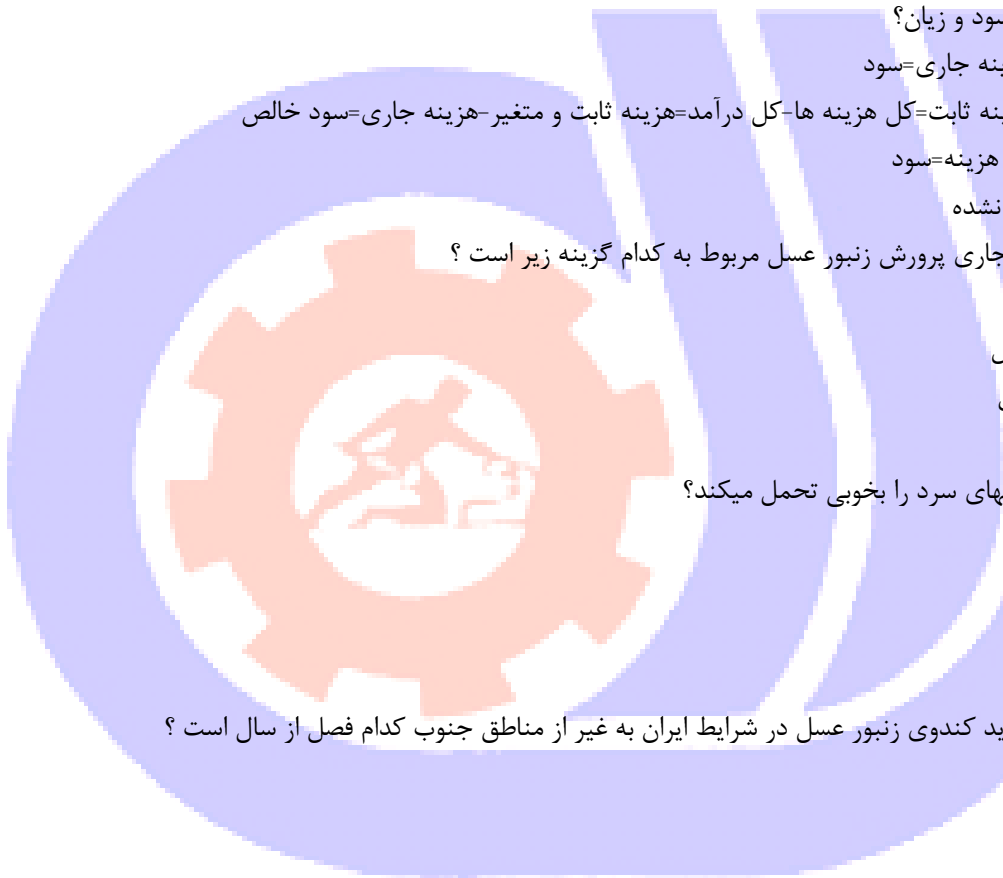 سود و زیان؟
ینه جاری=سود
ینه ثابت=کل هزینه ها-کل درآمد=هزینه ثابت و متغیر-هزینه جاری=سود خالص
هزینه=سود
نشده
جاری پرورش زنبور عسل مربوط به کدام گزینه زیر است ؟
های سرد را بخوبی تحمل میکند؟
ید کندوی زنبور عسل در شرایط ایران به غیر از مناطق جنوب کدام فصل از سال است ؟